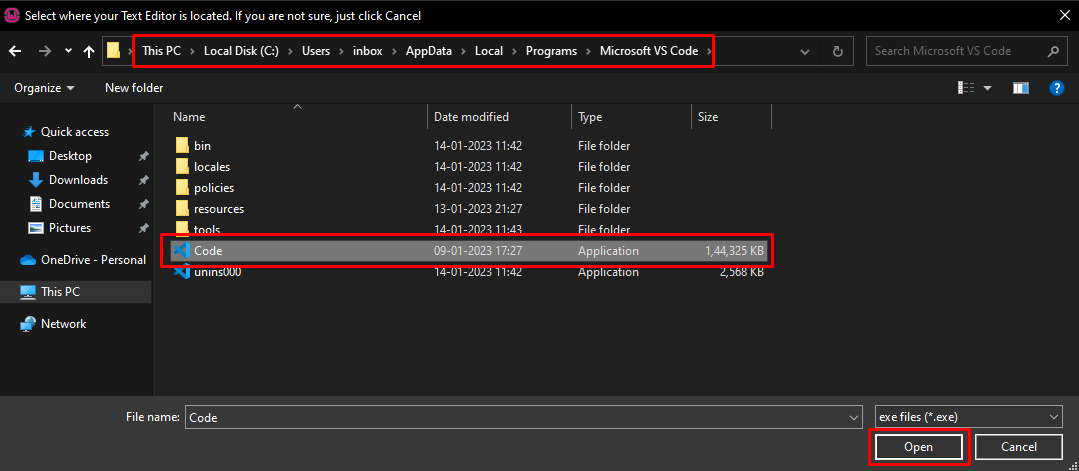 Select where your Text Editor is located. If you are not sure, just click Cancel
This PC > Local Disk (C:) > Users > inbox > AppData > Local > Programs > Microsoft VS Code >
Search Microsoft VS Code
Organize New folder
Name Date modified Type Size
Quick access
Desktop
Downloads
Documents
Pictures
OneDrive - Personal
This PC
Network
bin 14-01-2023 11:42 File folder
locales 14-01-2023 11:42 File folder
policies 14-01-2023 11:42 File folder
resources 13-01-2023 21:27 File folder
tools 14-01-2023 11:43 File folder
Code 09-01-2023 17:27 Application 1,44,325 KB
unins000 14-01-2023 11:42 Application 2,568 KB
File name: Code exe files (*.exe)
Open Cancel